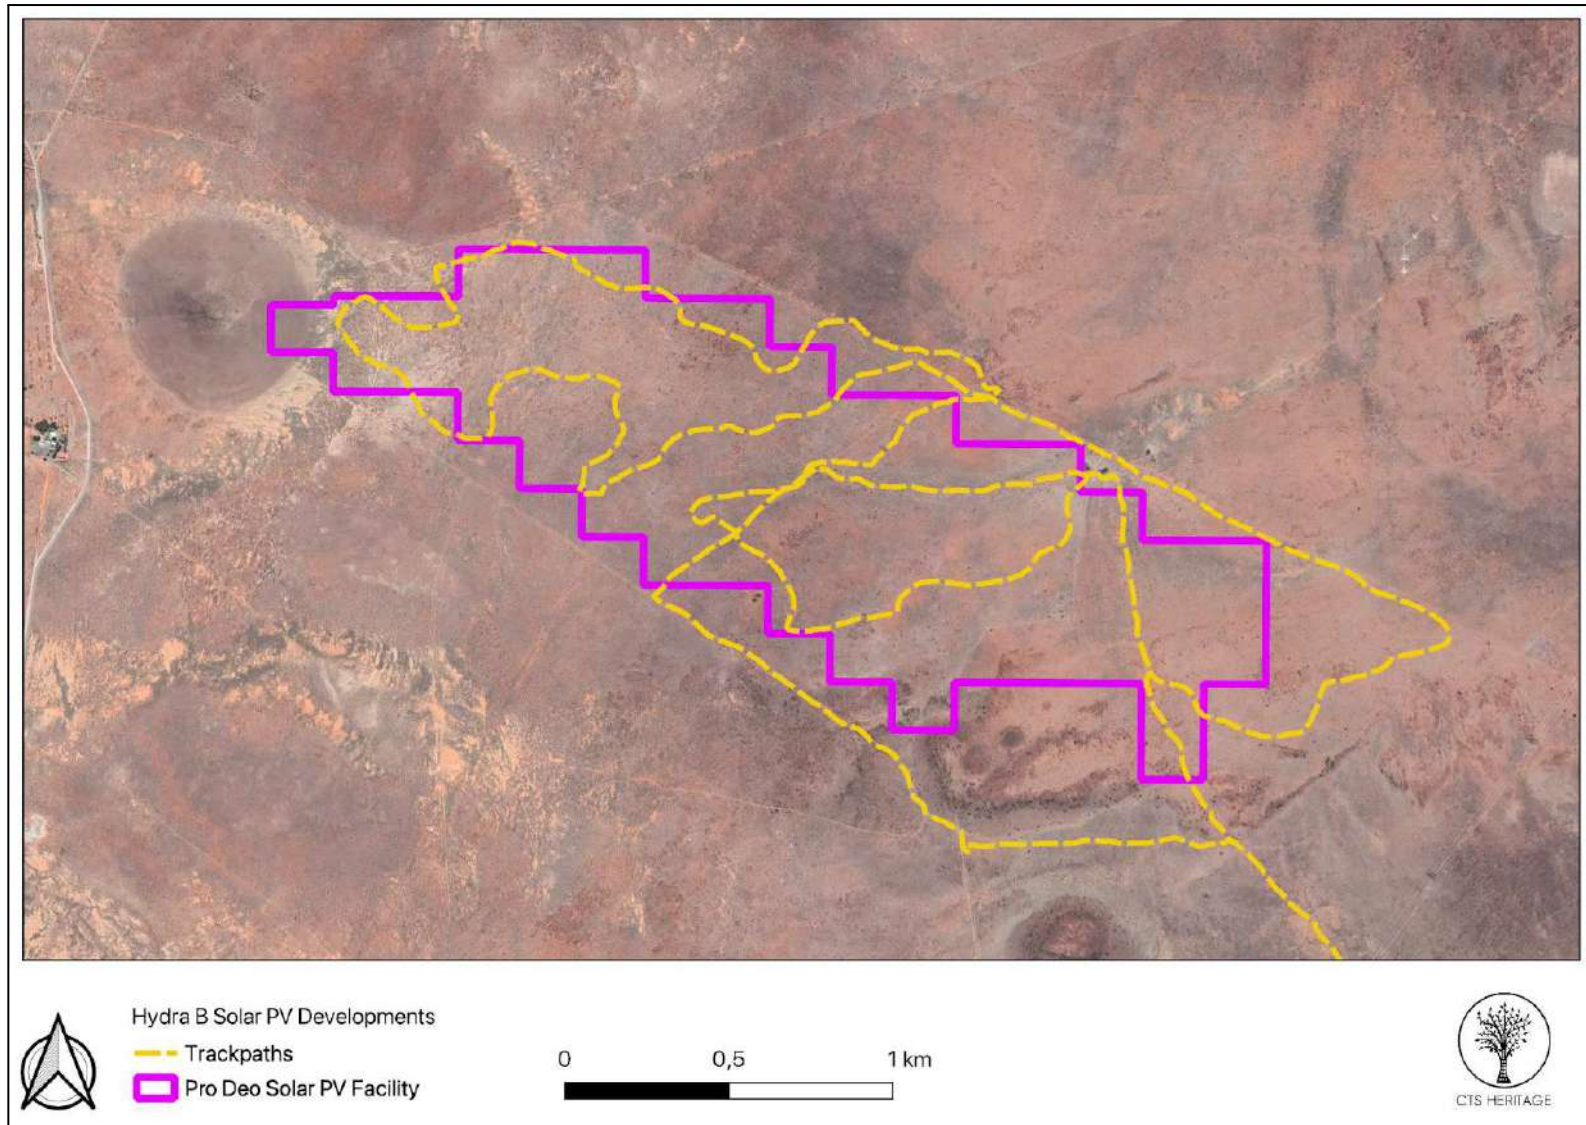 Hydra B Solar PV Developments
Trackpaths
Pro Deo Solar PV Facility
0 0,5 1 km
CTS HERITAGE